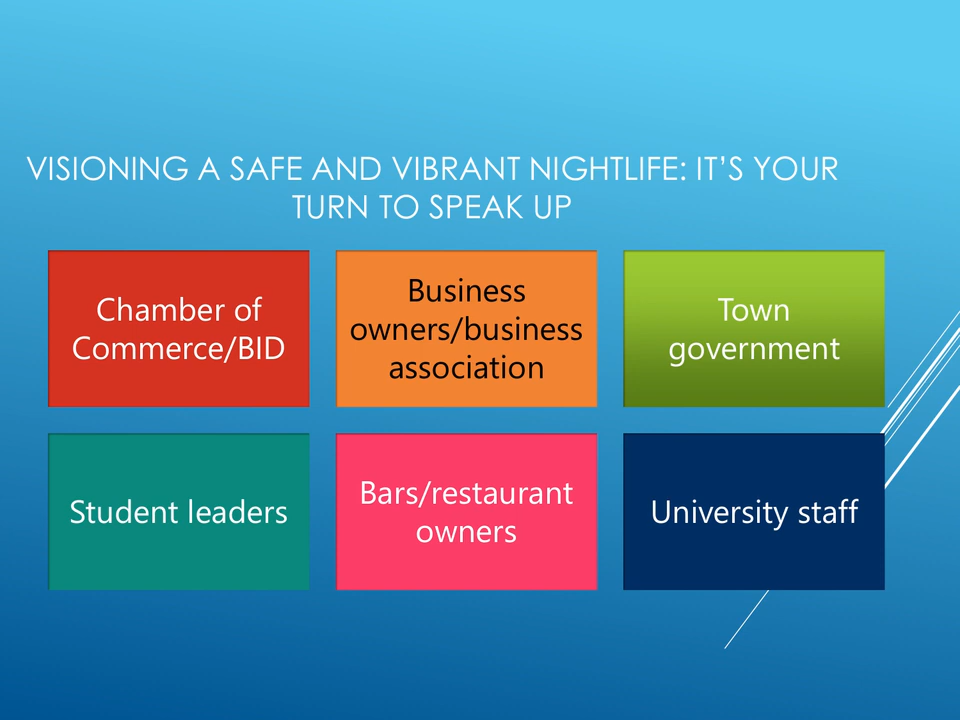 VISIONING A SAFE AND VIBRANT NIGHTLIFE: IT’S YOUR
TURN TO SPEAK UP
Chamber of
Commerce/BID
Business
owners/business
association
Town
government
Student leaders
Bars/restaurant
owners
University staff